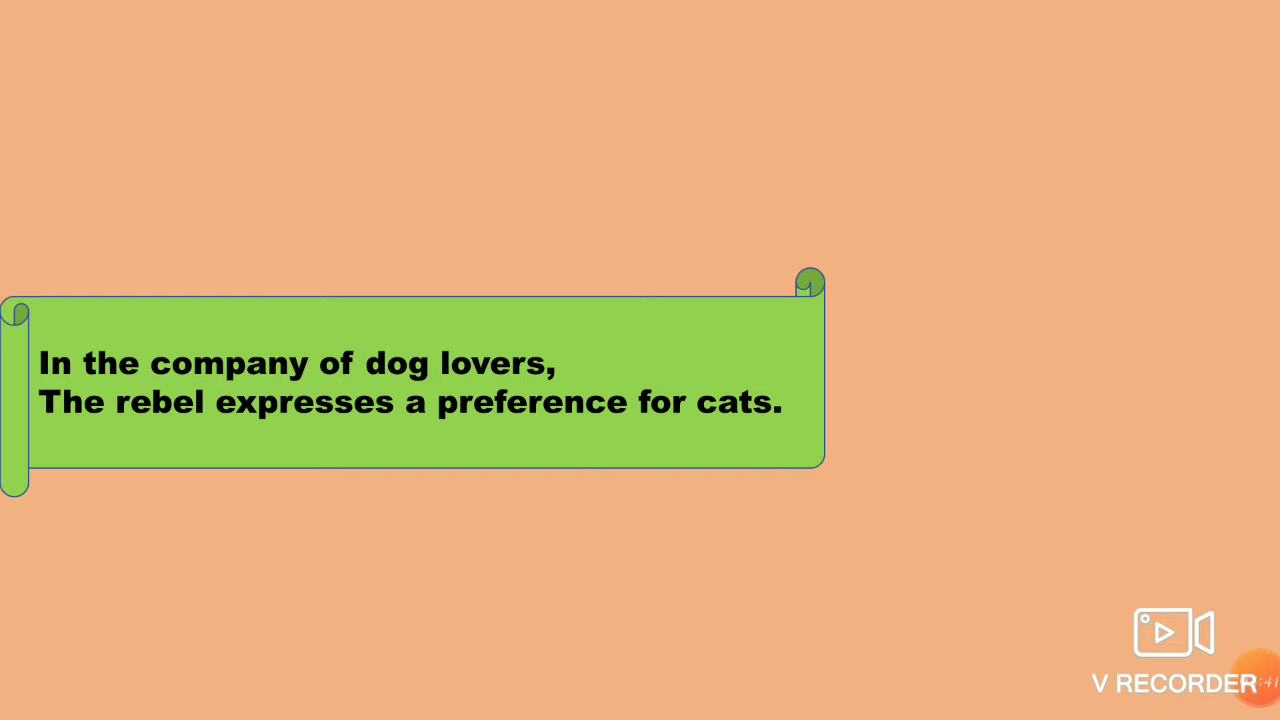 In the company of dog lovers,
The rebel expresses a preference for cats.
V RECORDER